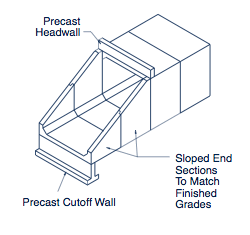 Precast
Headwall
Sloped End
Sections
To Match
Finished
Grades
Precast Cutoff Wall